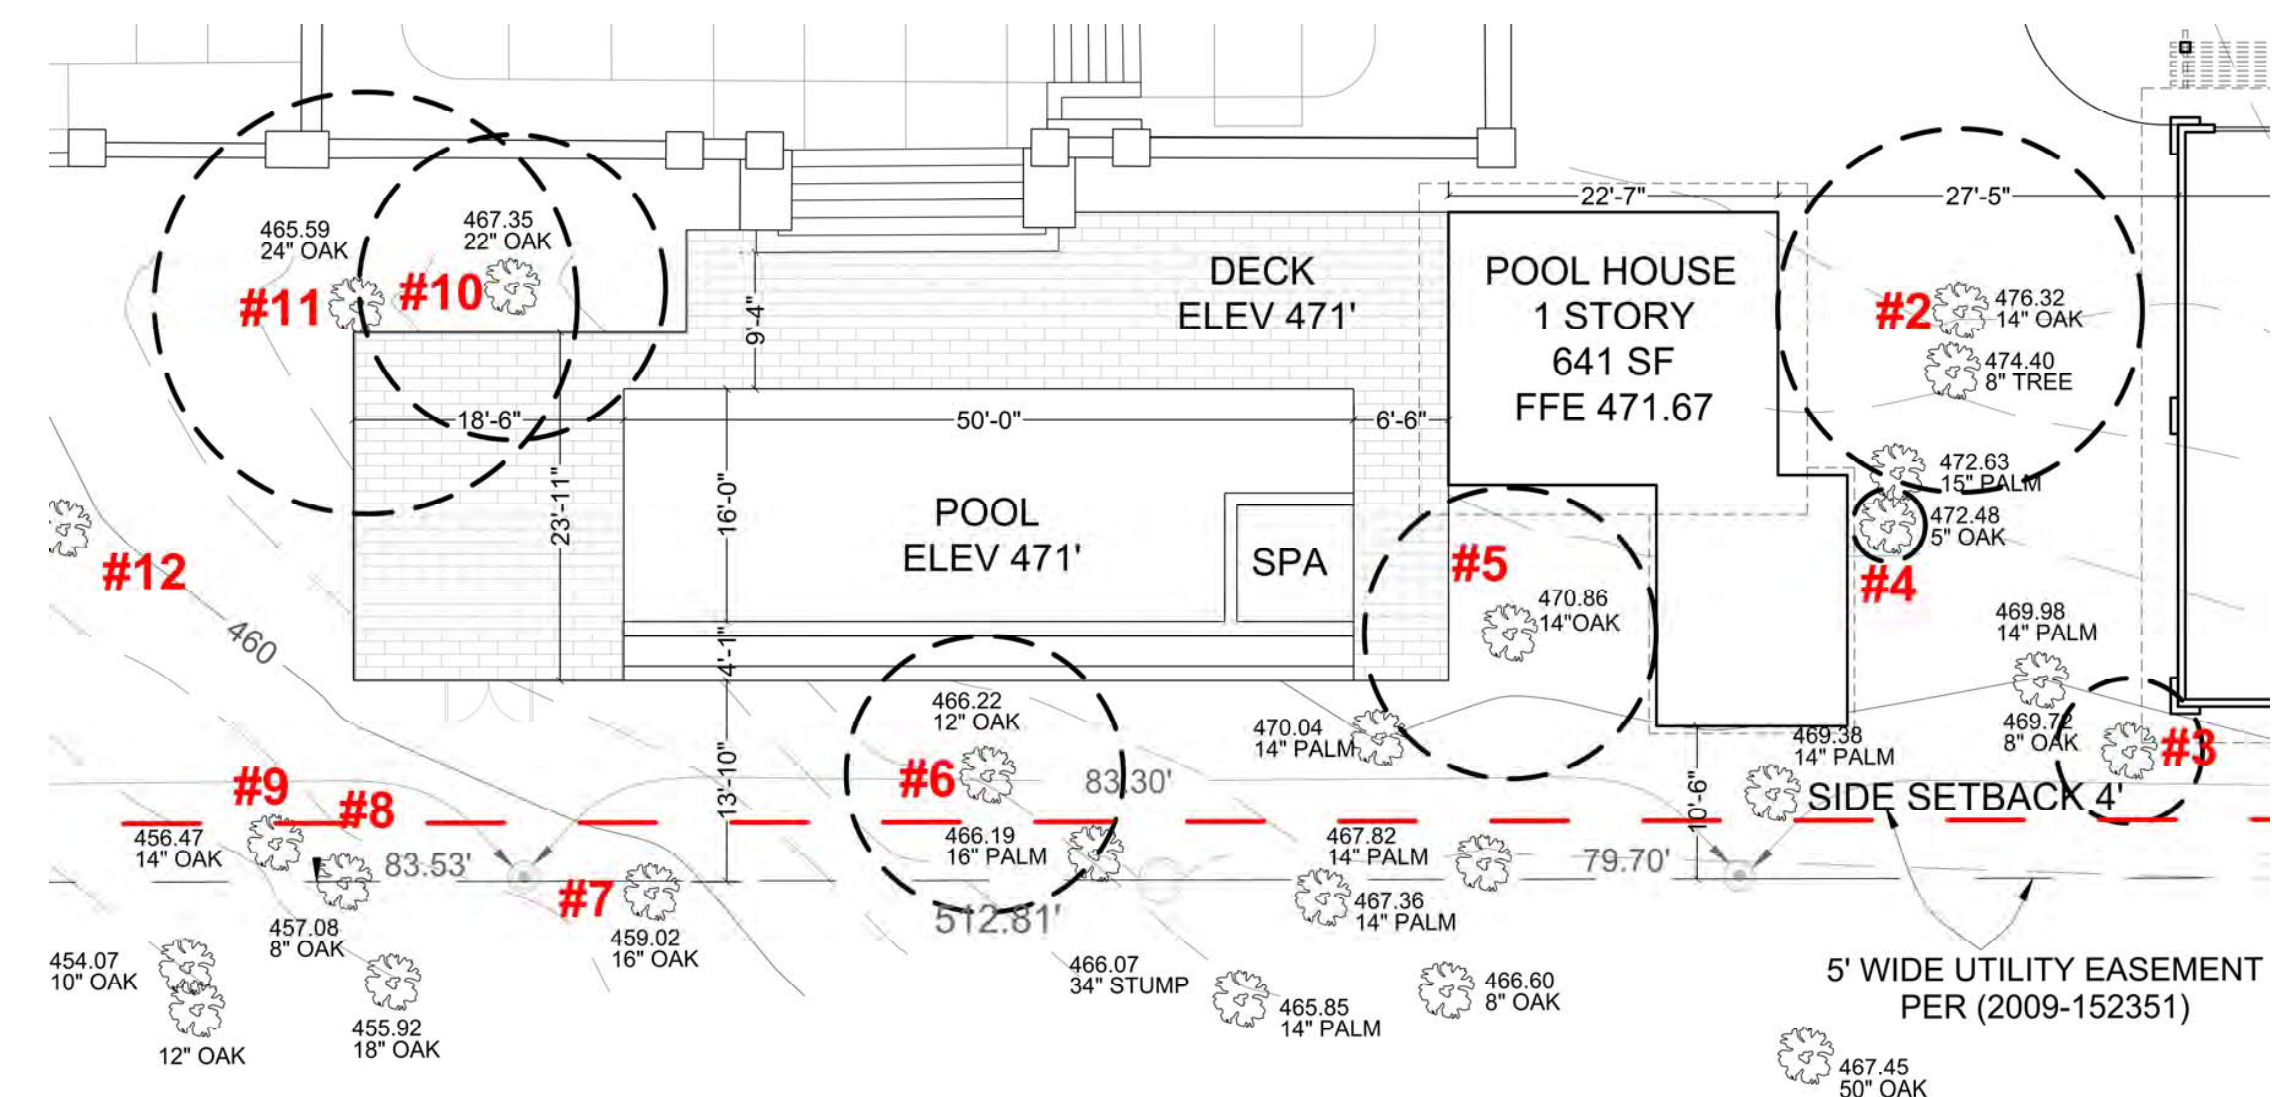 22'-7"
27'-5"
465.59
24" OAK
467.35
22" OAK
#11
#10
DECK
ELEV 471'
POOL HOUSE
1 STORY
641 SF
FFE 471.67
#2
476.32
14" OAK
474.40
8" TREE
9'-4"
18'-6"
50'-0"
6'-6"
23'-11"
16'-0"
POOL
ELEV 471'
SPA
472.63
15" PALM
472.48
5" OAK
#4
#5
470.86
14"OAK
#12
460
4'-1"
469.98
14" PALM
466.22
12" OAK
470.04
14" PALM
469.38
14" PALM
469.72
8" OAK
#3
#6
83.30'
13'-10"
10'-6"
SIDE SETBACK 4'
#9
#8
456.47
14" OAK
83.53'
466.19
16" PALM
467.82
14" PALM
79.70'
#7
467.36
14" PALM
512.81'
457.08
8" OAK
459.02
16" OAK
454.07
10" OAK
466.07
34" STUMP
466.60
8" OAK
465.85
14" PALM
5' WIDE UTILITY EASEMENT
PER (2009-152351)
12" OAK
455.92
18" OAK
467.45
50" OAK